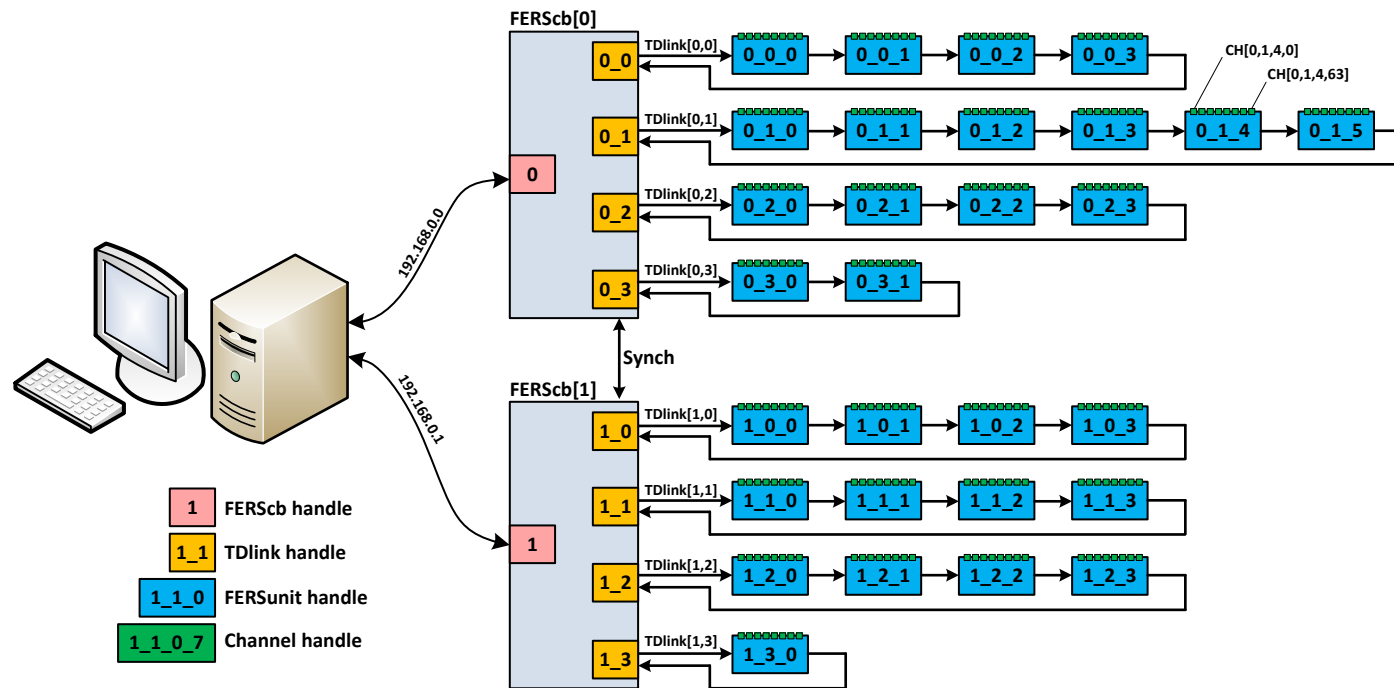 FERScb[0]
0
192.168.0.0
0_0
TDlink[0,0]
0_0_0
0_0_1
0_0_2
0_0_3
CH[0,1,4,0]
CH[0,1,4,63]
0_1
TDlink[0,1]
0_1_0
0_1_1
0_1_2
0_1_3
0_1_4
0_1_5
0_2
TDlink[0,2]
0_2_0
0_2_1
0_2_2
0_2_3
0_3
TDlink[0,3]
0_3_0
0_3_1
Synch
FERScb[1]
1
192.168.0.1
1_0
TDlink[1,0]
1_0_0
1_0_1
1_0_2
1_0_3
1_1
TDlink[1,1]
1_1_0
1_1_1
1_1_2
1_1_3
1_2
TDlink[1,2]
1_2_0
1_2_1
1_2_2
1_2_3
1_3
TDlink[1,3]
1_3_0
1 FERScb handle
1_1 TDlink handle
1_1_0 FERSunit handle
1_1_0_7 Channel handle